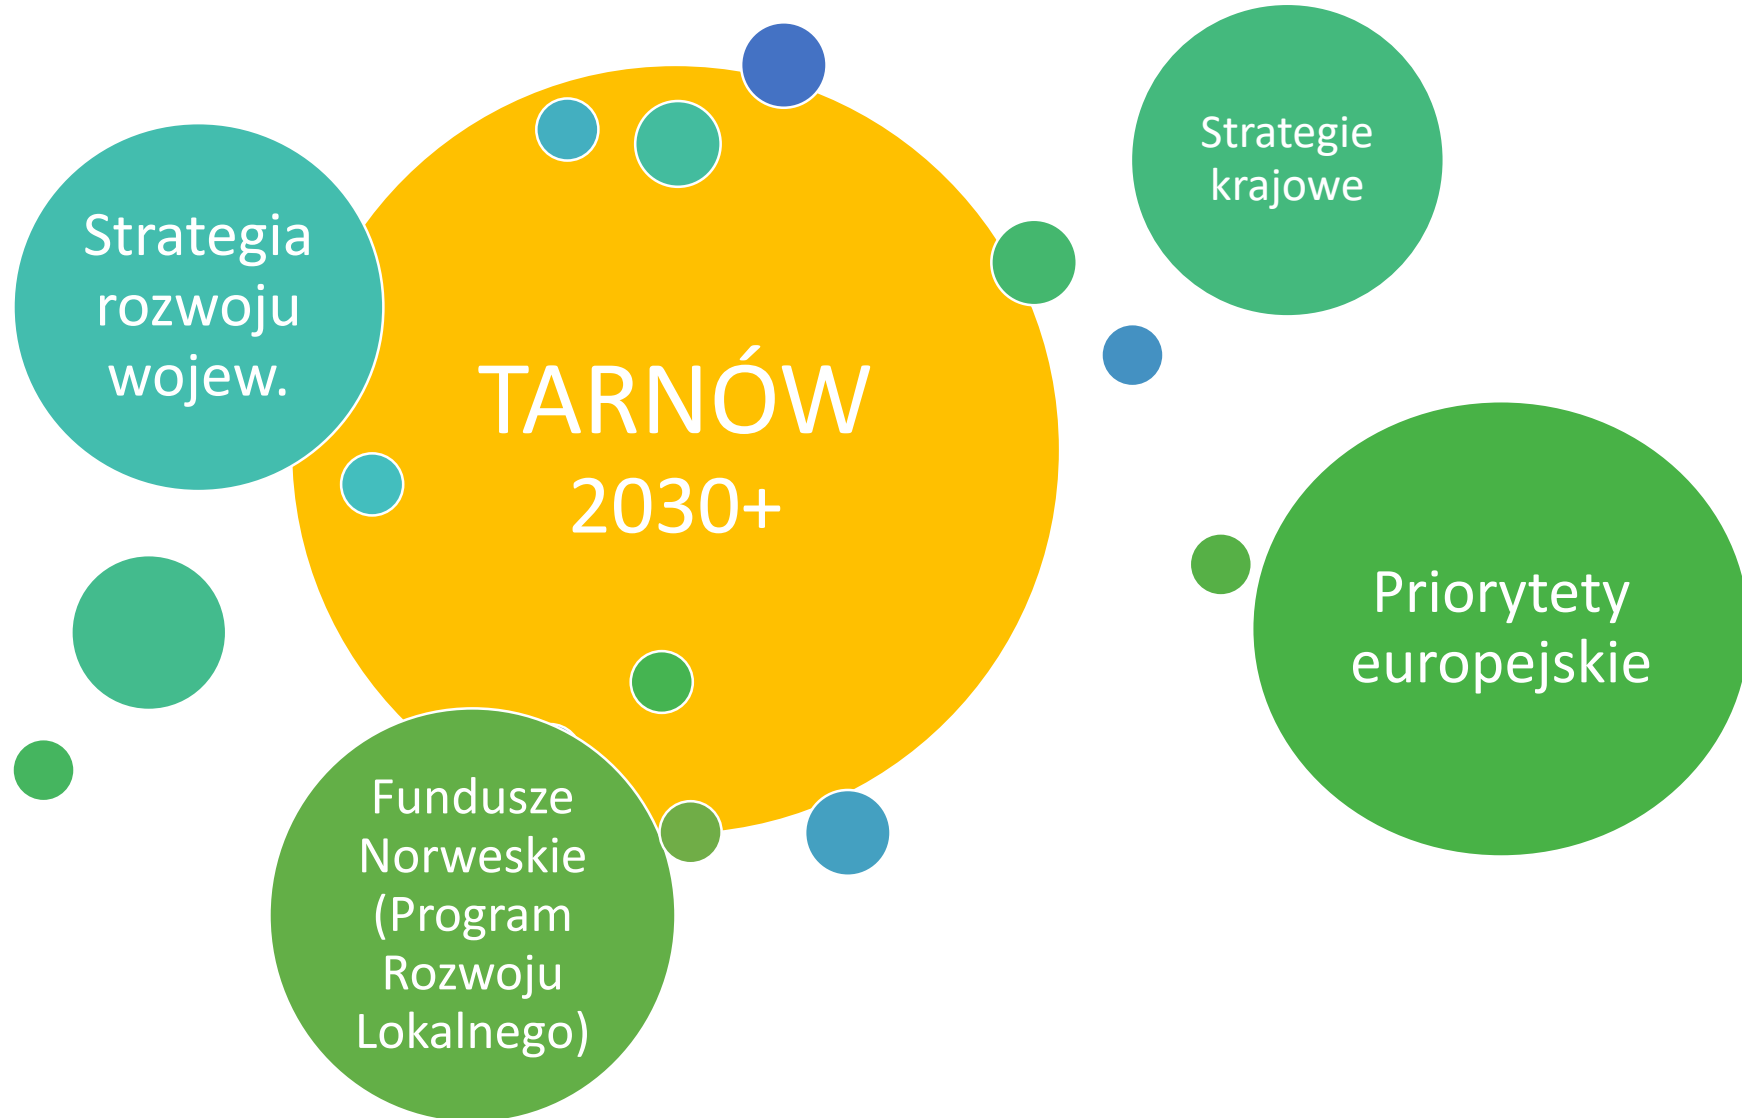 Strategia
rozwoju
wojew.
TARNÓW
2030+
Strategie
krajowe
Priorytety
europejskie
Fundusze
Norweskie
(Program
Rozwoju
Lokalnego)